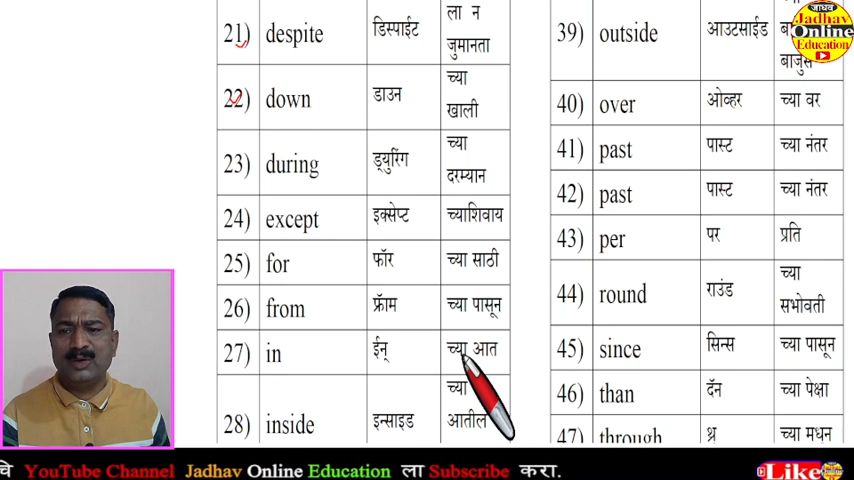 21) despite डिस्पाईट ला न
जुमानता
22) down डाउन च्या
खाली
23) during ड्युरिंग च्या
दरम्यान
24) except इक्सेप्ट च्याशिवाय
25) for फॉर च्या साठी
26) from फ्रॅाम च्या पासून
27) in ईन् च्या आत
28) inside इन्साइड च्या
आतील
39) outside आउटसाईड
बाजुस
40) over ओव्हर च्या वर
41) past पास्ट च्या नंतर
42) past पास्ट च्या नंतर
43) per पर प्रति
44) round राउंड च्या
सभोवती
45) since सिन्स च्या पासून
46) than दॅन च्या पेक्षा
47) through थ्र च्या मधून
जाधव
Jadhav
Online
Education
चे YouTube Channel Jadhav Online Education ला Subscribe करा.
Like